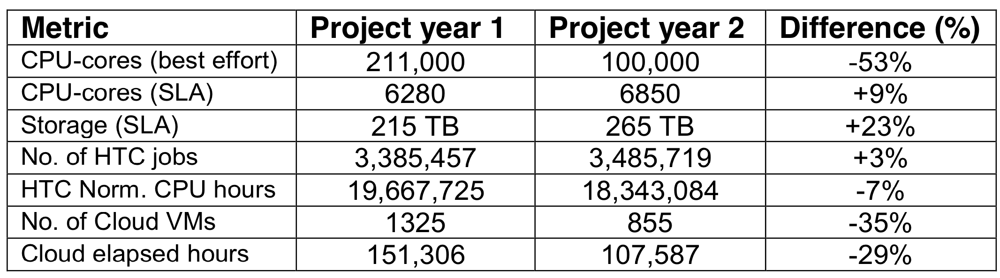 Metric Project year 1 Project year 2 Difference (%)
CPU-cores (best effort) 211,000 100,000 -53%
CPU-cores (SLA) 6280 6850 +9%
Storage (SLA) 215 TB 265 TB +23%
No. of HTC jobs 3,385,457 3,485,719 +3%
HTC Norm. CPU hours 19,667,725 18,343,084 -7%
No. of Cloud VMs 1325 855 -35%
Cloud elapsed hours 151,306 107,587 -29%